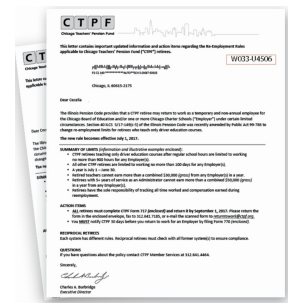 CTPF
Chicago Teachers' Pension Fund
This letter contains important updated information and action items regarding the Re-Employment Rules
applicable to Chicago Teachers' Pension Fund ("CTPF") retirees.
W033-U4506
Chicago, IL 60615-2275
Dear Cecelia
The Illinois Pension Code provides that a CTPF retiree may return to work as a temporary and non-annual employee for
the Chicago Board of Education and/or one or more Chicago Charter Schools ("Employer") under certain limited
circumstances. Section 40 ILCS 5/17-149(c-5) of the Illinois Pension Code was recently amended by Public Act 99-780 to
change re-employment limits for retirees who teach only driver education courses.
The new rule becomes effective July 1, 2017.
SUMMARY OF LIMITS (information and illustrative examples enclosed):
• CTPF retirees teaching only driver education courses after regular school hours are limited to working
no more than 900 hours for any Employer(s).
• All other CTPF retirees are limited to working no more than 100 days for any Employer(s).
• A year is July 1 – June 30.
• Retired teachers cannot earn more than a combined $30,000 (gross) from any Employer(s) in a year.
• Retirees with 5+ years of service as an Administrator cannot earn more than a combined
in a year from any Employer(s).
• Retirees have the sole responsibility of tracking all time worked and compensation earned during
reemployment.
ACTION ITEMS
• ALL retirees must complete CTPF Form 717 (enclosed) and return it by September 1, 2017. Please return the
form in the enclosed envelope, fax to 312.641.7185, or e-mail the scanned form to returntowork@ctpf.org.
• You MUST notify CTPF 30 days before you return to work for an Employer by filing Form 770 (enclosed).
RECIPROCAL RETIREES
Each system has different rules. Reciprocal retirees must check with all former system(s) to ensure compliance.
QUESTIONS
If you have questions about the policy contact CTPF Member Services at 312.641.4464.
Sincerely,
Charles A. Burbridge
Executive Director